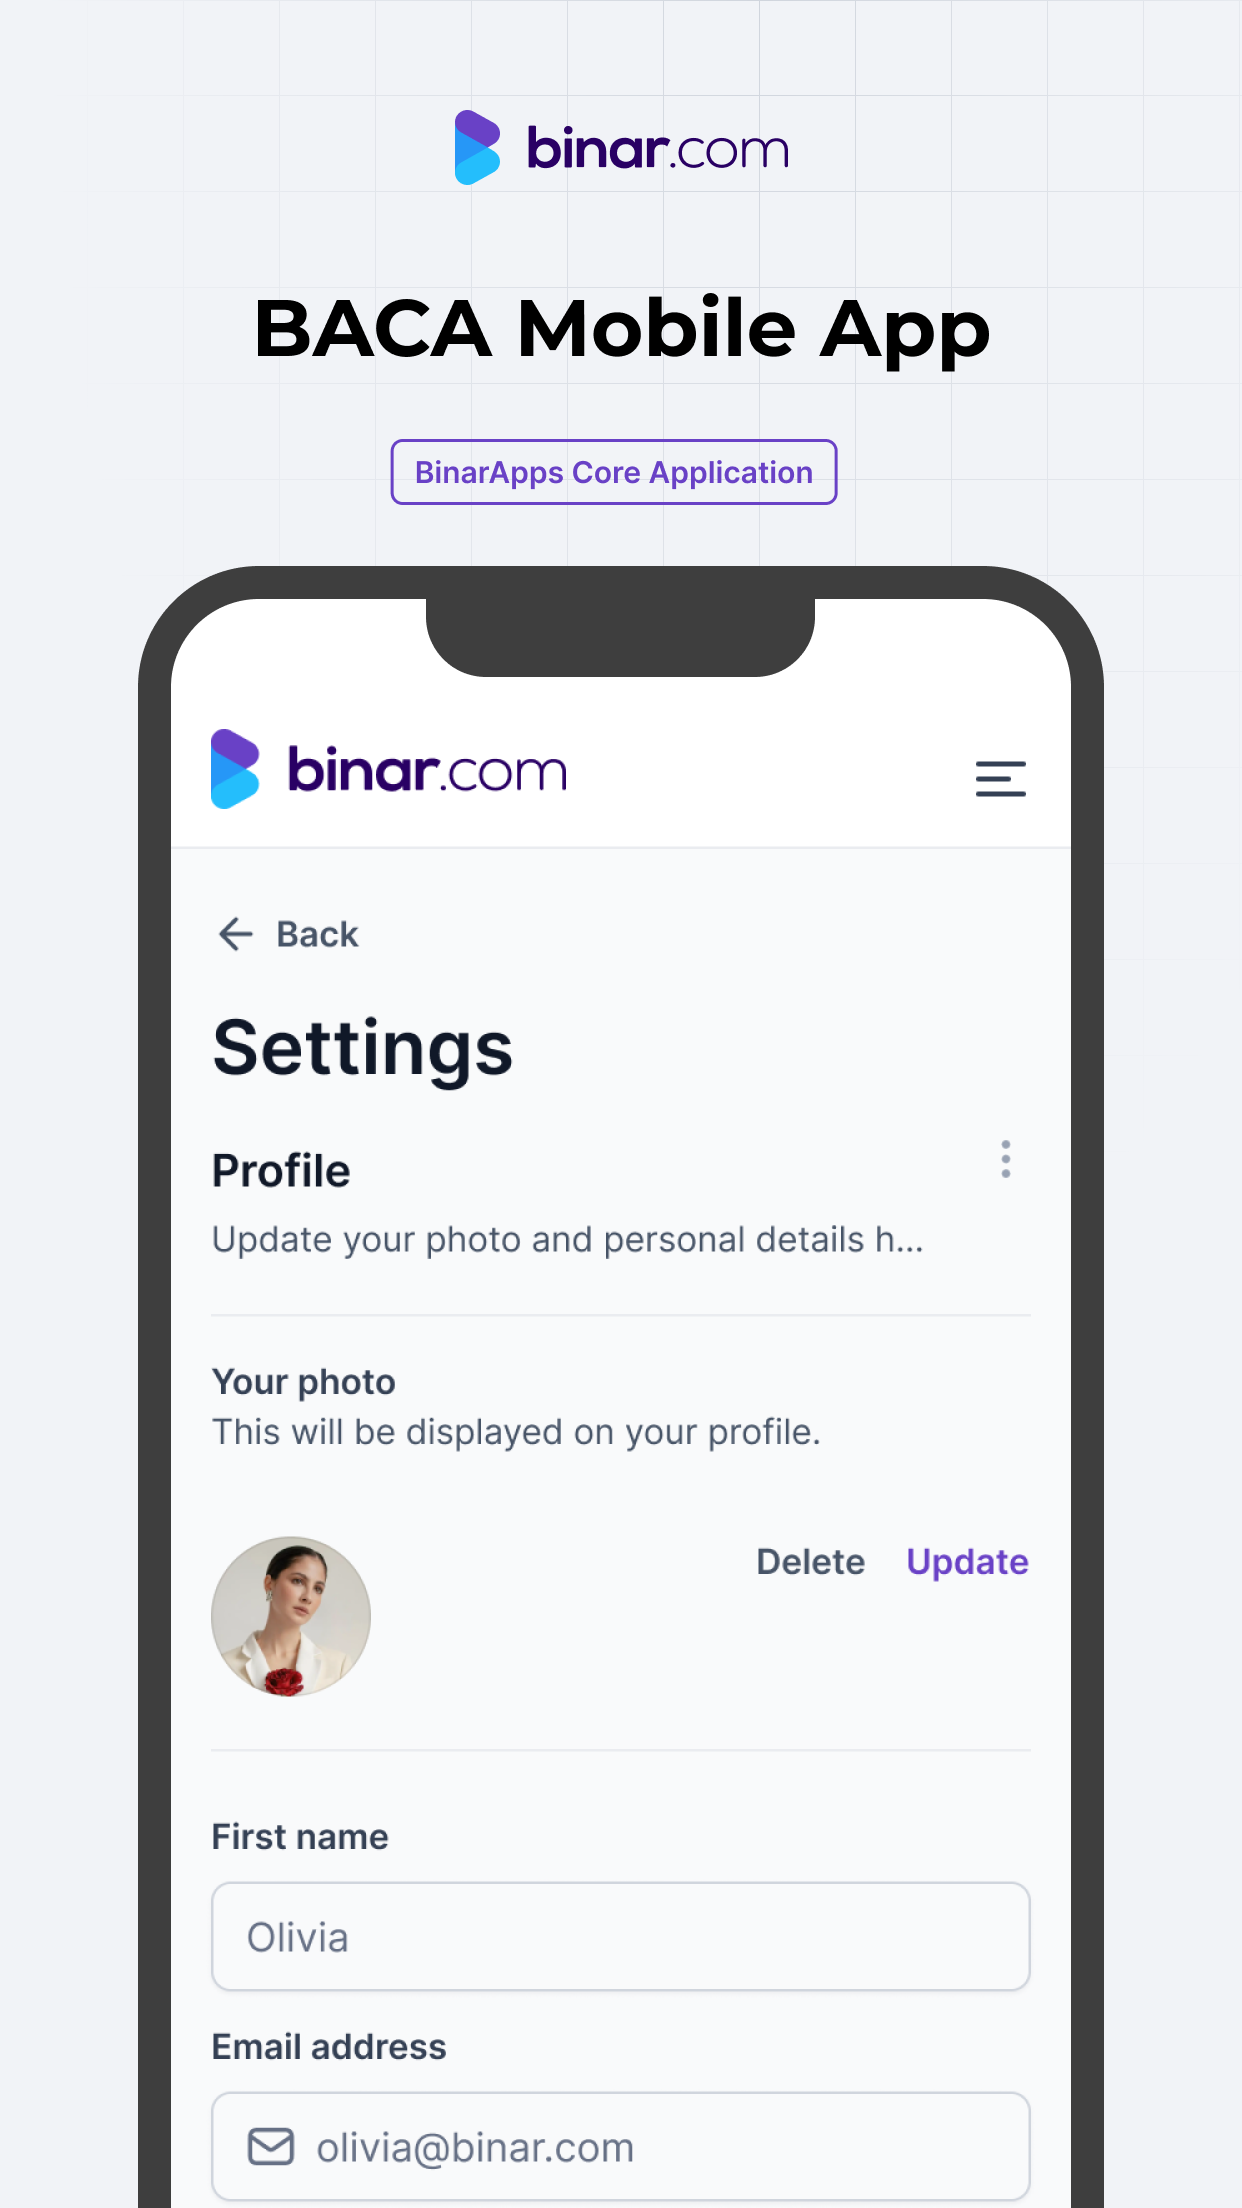 binar.com
BACA Mobile App
BinarApps Core Application
binar.com
Back
Settings
Profile
Update your photo and personal details h...
Your photo
This will be displayed on your profile.
Delete Update
First name
Olivia
Email address
olivia@binar.com